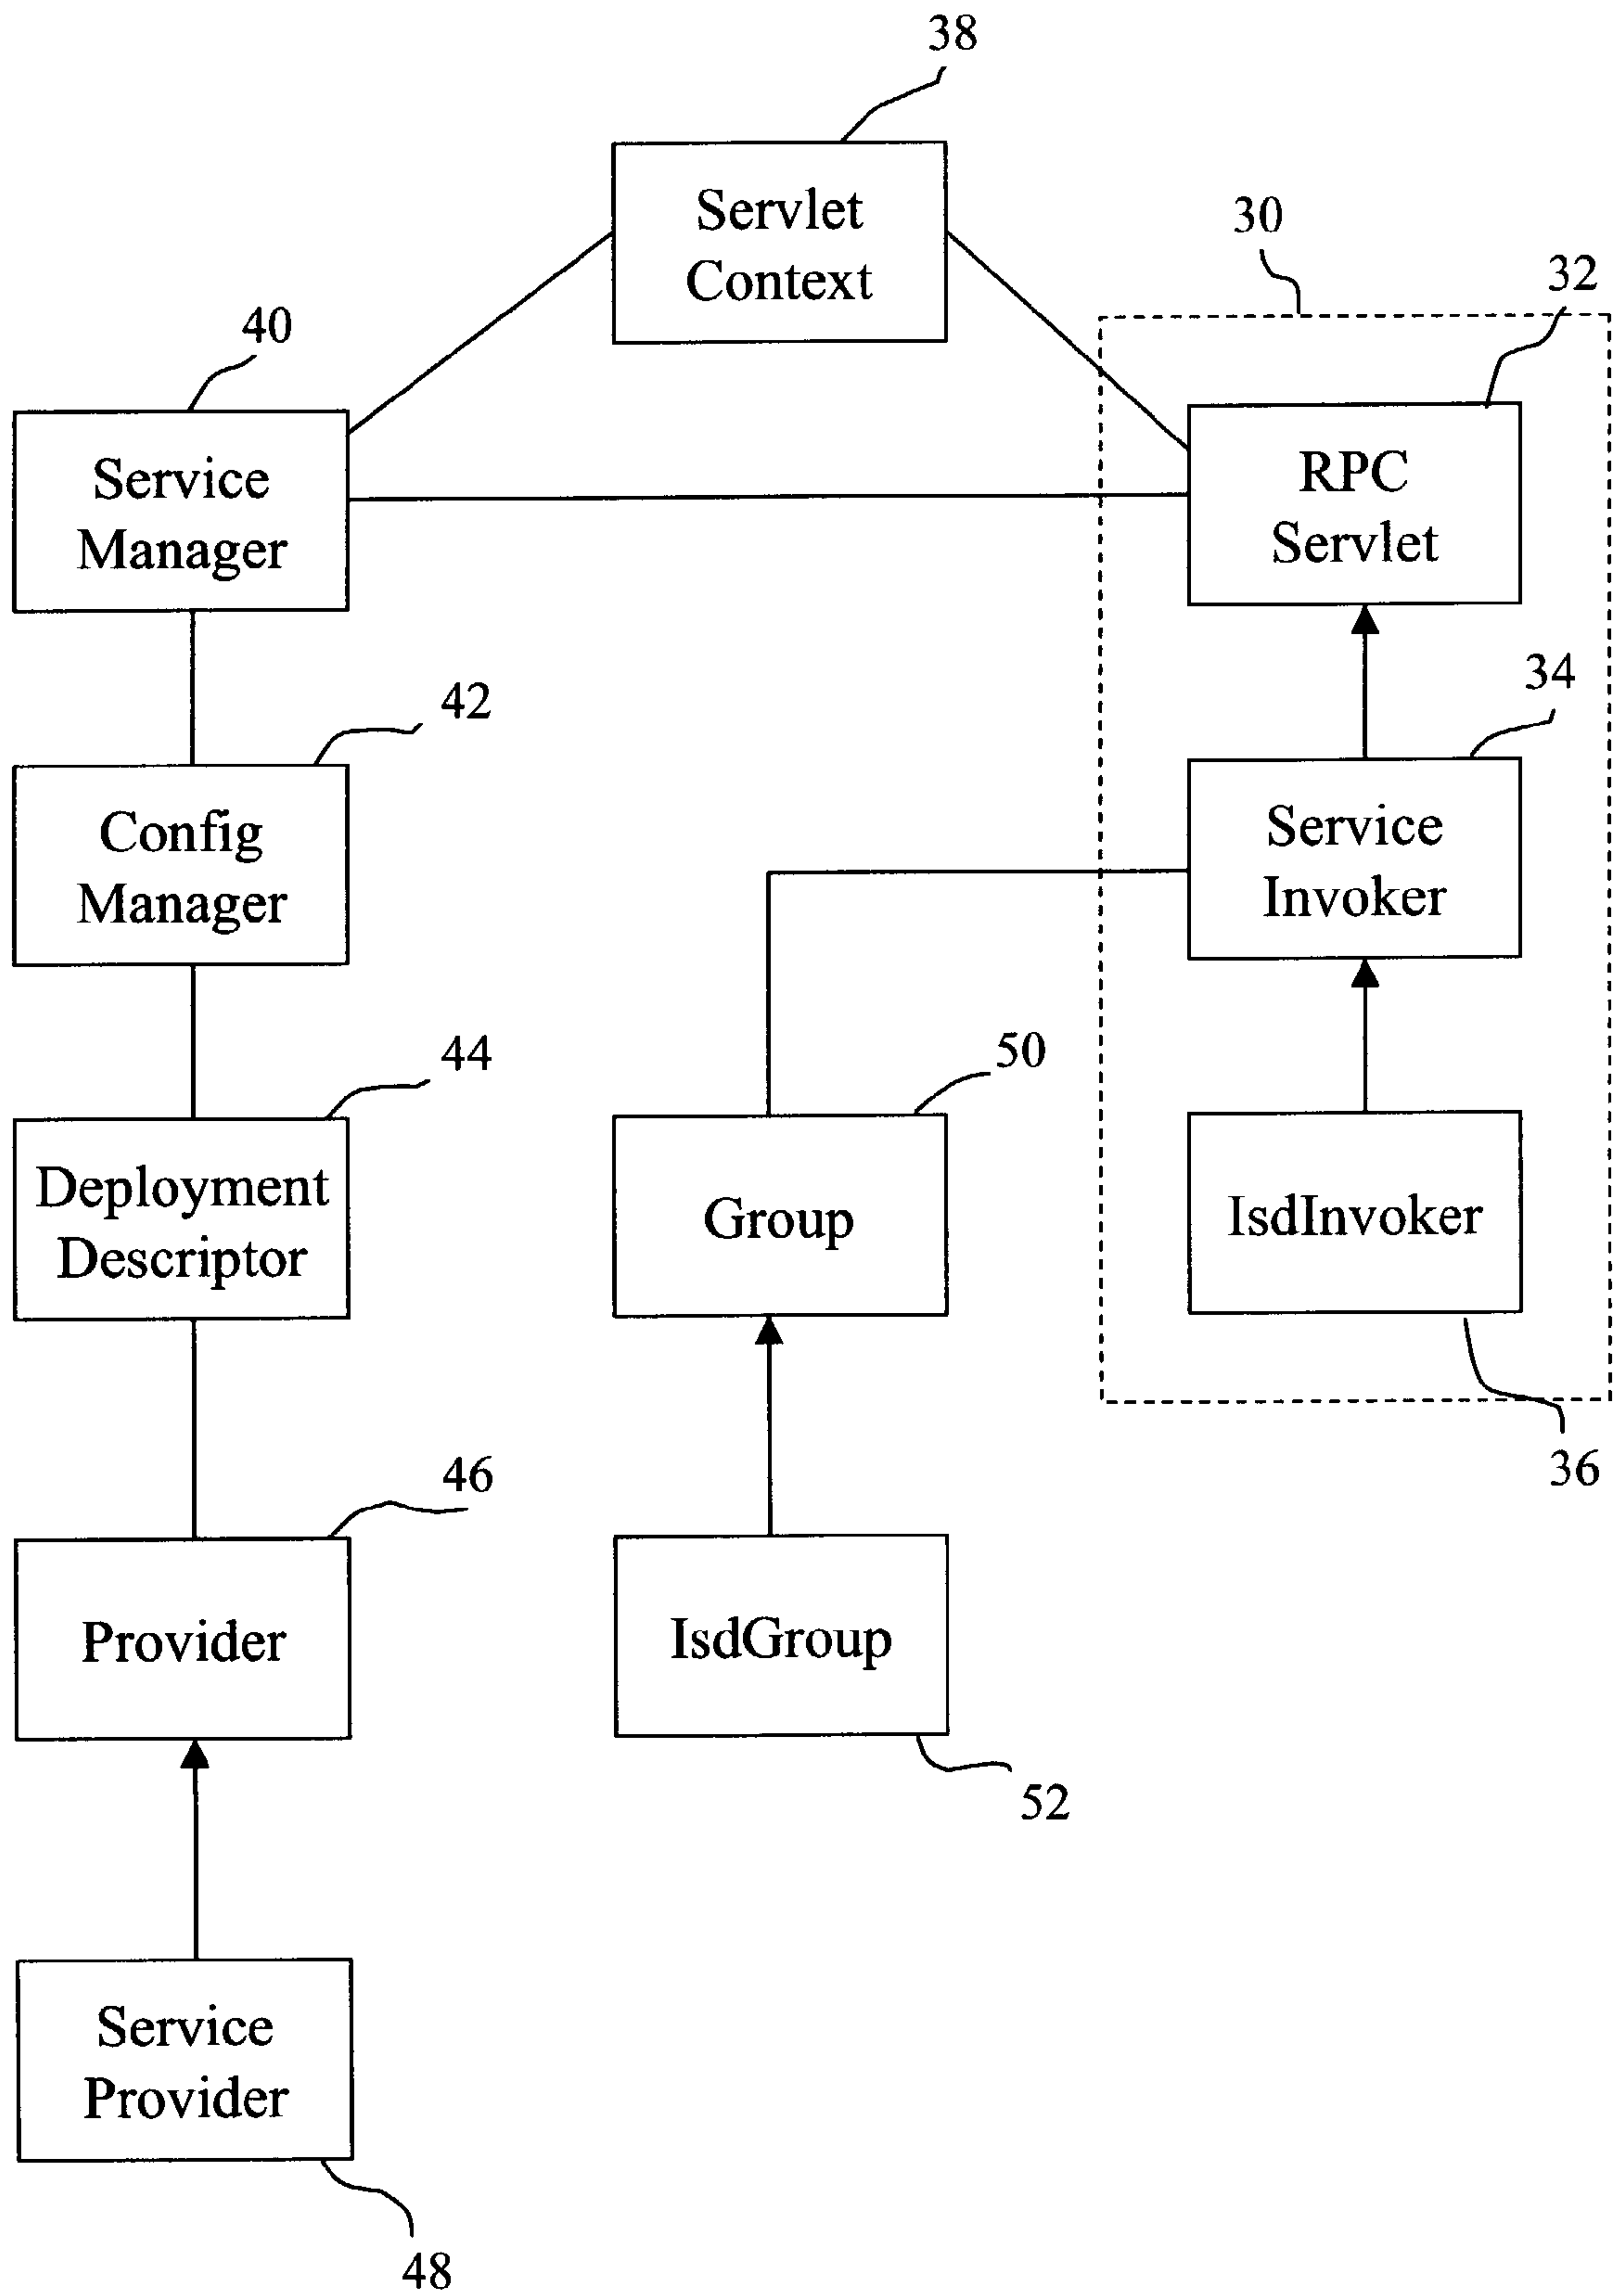 38
Servlet
Context
30
32
40
RPC
Servlet
Service
Manager
34
42
Service
Invoker
Config
Manager
50
44
Deployment
Descriptor
Group
IsdInvoker
36
46
Provider
IsdGroup
52
Service
Provider
48